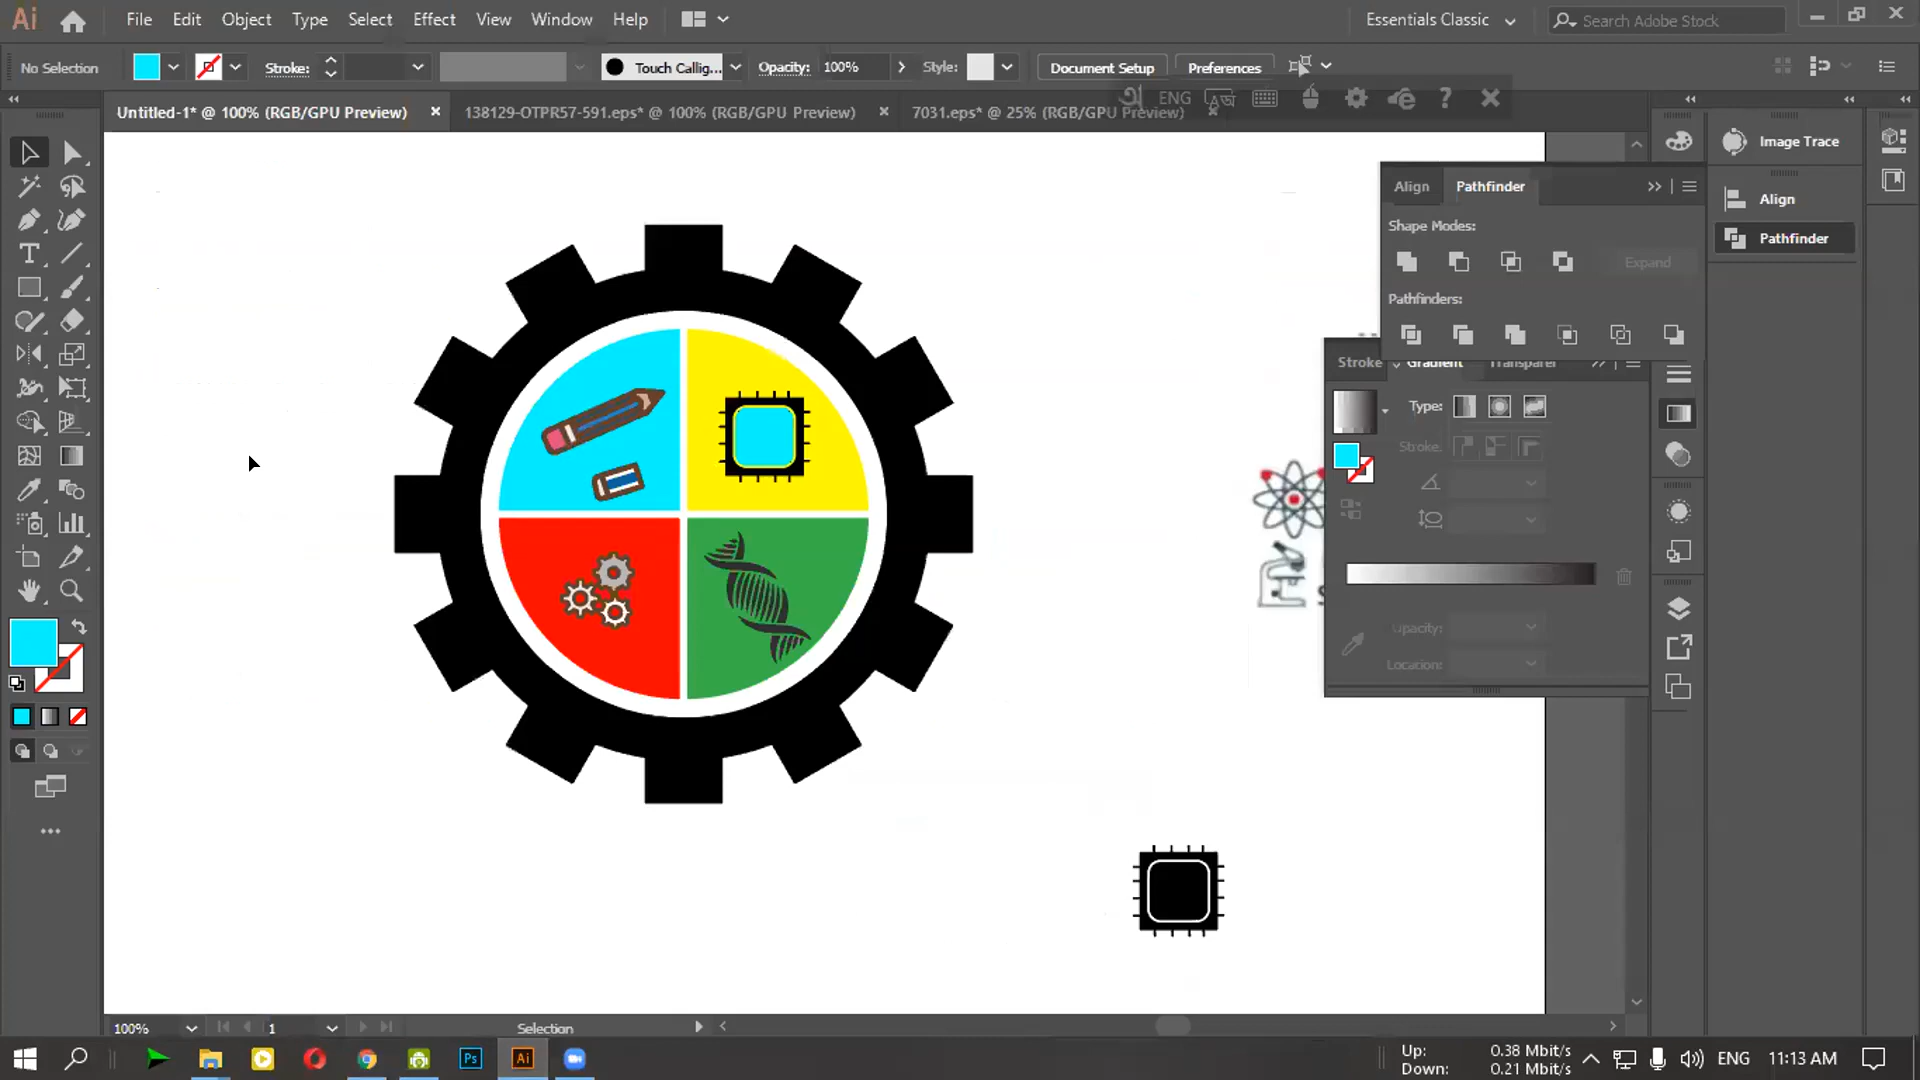 Ai File Edit Object Type Select Effect View Window Help Essentials Classic Search Adobe Stock
No Selection Stroke: Touch Callig... Opacity: 100% Style: Document Setup Preferences
অ ENG
Untitled-1* @ 100% (RGB/GPU Preview) 138129-OTPR57-591.eps* @ 100% (RGB/GPU Preview) 7031.eps* @ 25% (RGB/GPU Preview)
Image Trace
Align Pathfinder
Align
Shape Modes:
Pathfinder
Expand
Pathfinders:
Stroke Gradient Transparer
Type:
Stroke:
Opacity:
Location:
100% 1 Selection
Ps Ai
Up: 0.38 Mbit/s
Down: 0.21 Mbit/s
ENG 11:13 AM